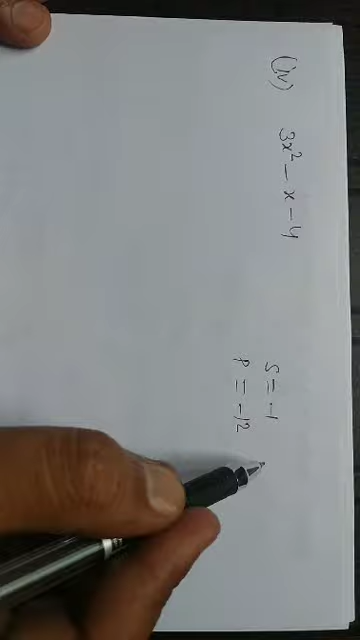 (iv) 3x² - x - 4
S = -1
P = -12